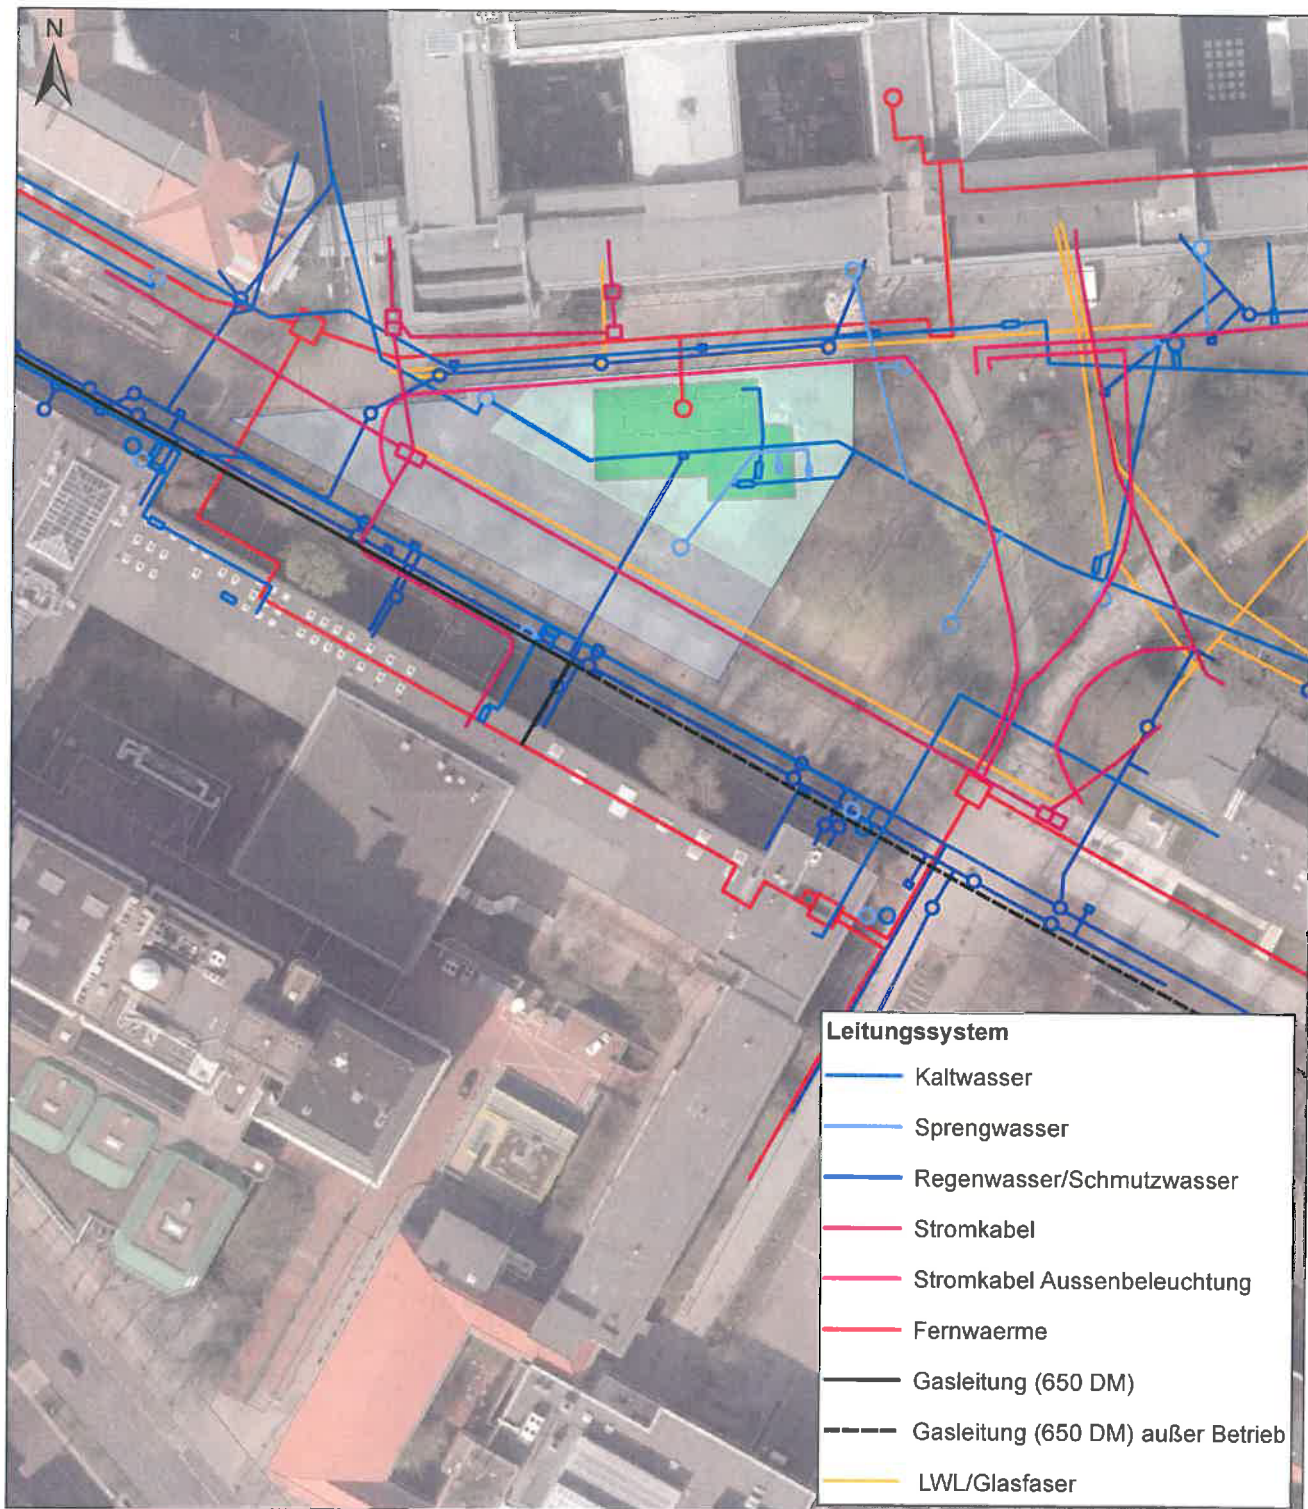 N
Leitungssystem
Kaltwasser
Sprengwasser
Regenwasser/Schmutzwasser
Stromkabel
Stromkabel Aussenbeleuchtung
Fernwaerme
Gasleitung (650 DM)
Gasleitung (650 DM) außer Betrieb
LWL/Glasfaser